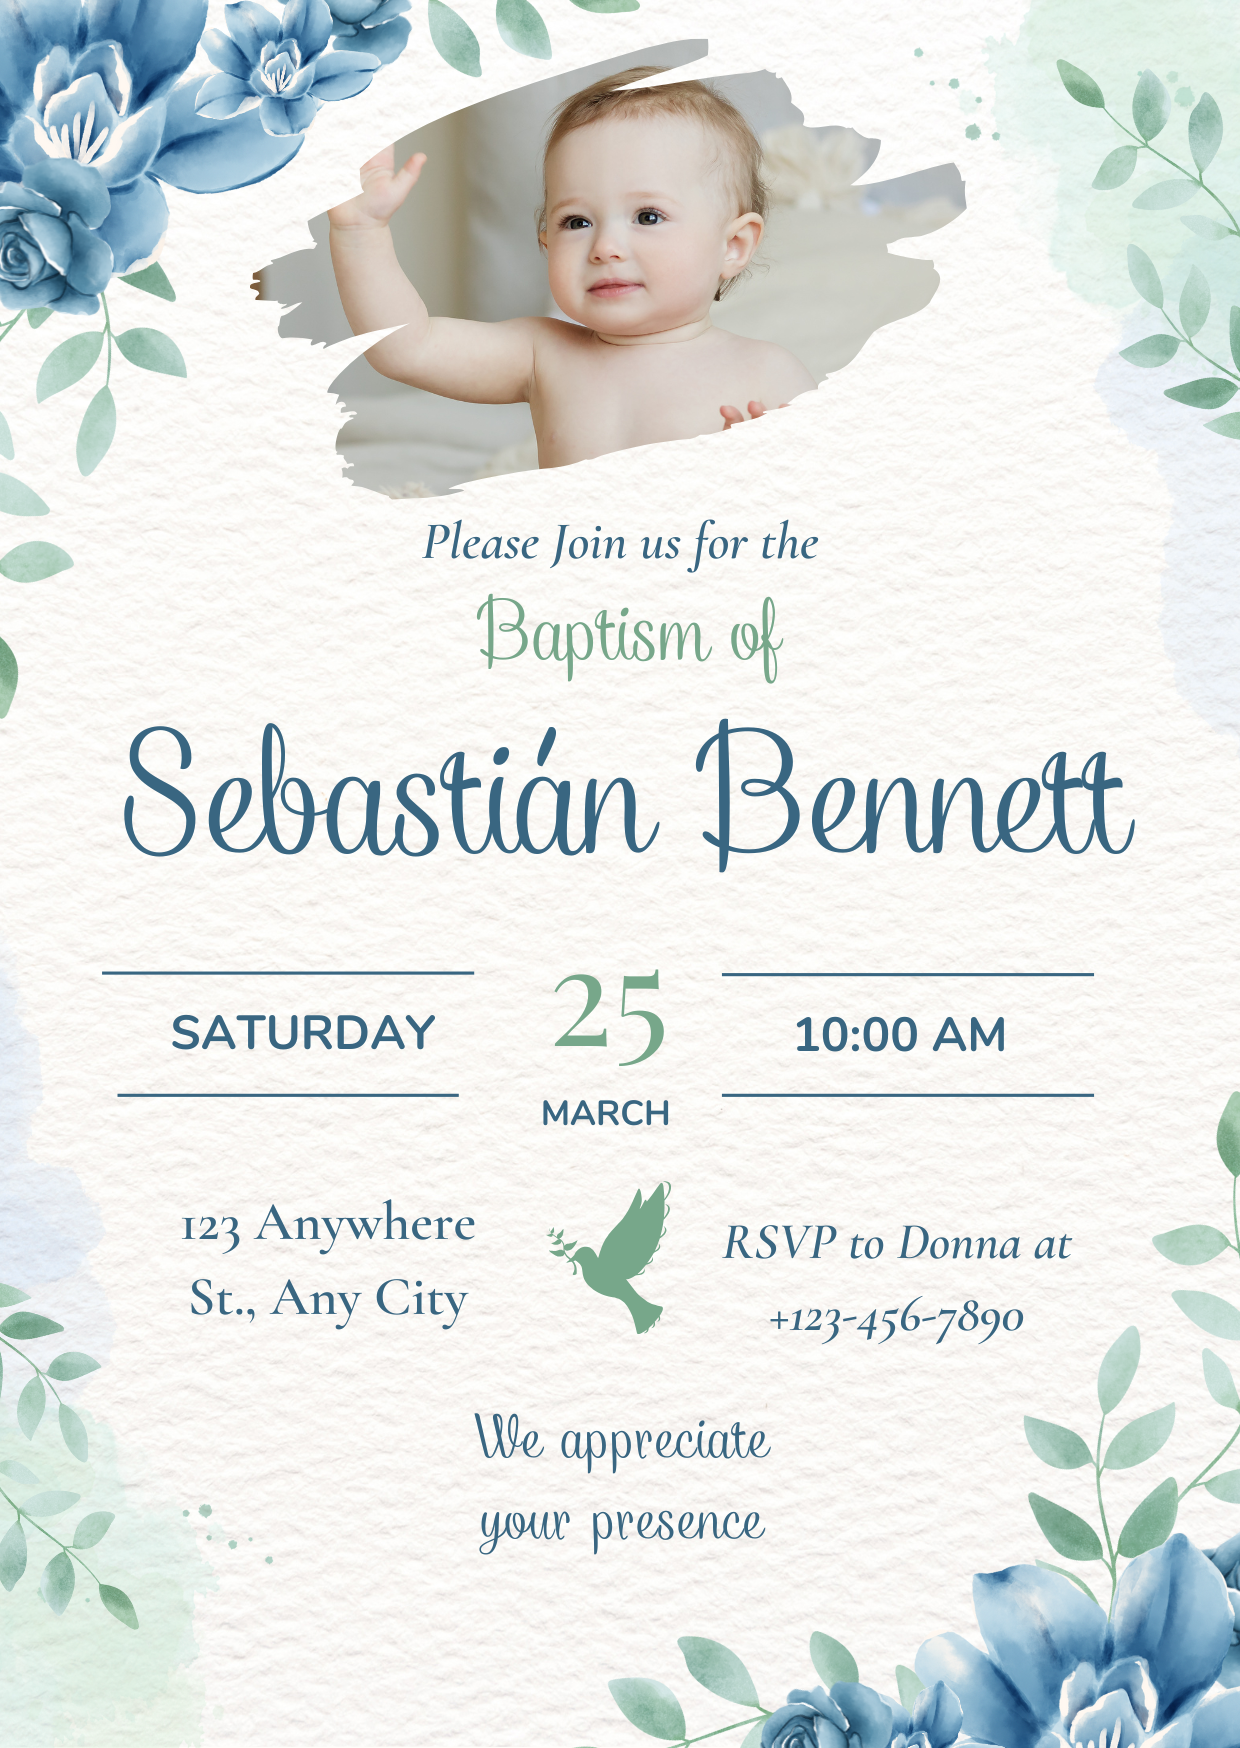 Please Join us for the
Baptism of
Sebastián Bennett
SATURDAY
25
MARCH
10:00 AM
123 Anywhere
St., Any City
RSVP to Donna at
+123-456-7890
We appreciate
your presence